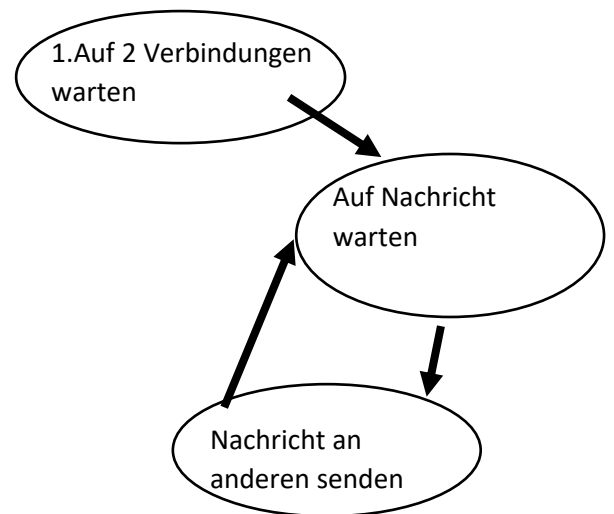 1.Auf 2 Verbindungen
warten
Auf Nachricht
warten
Nachricht an
anderen senden